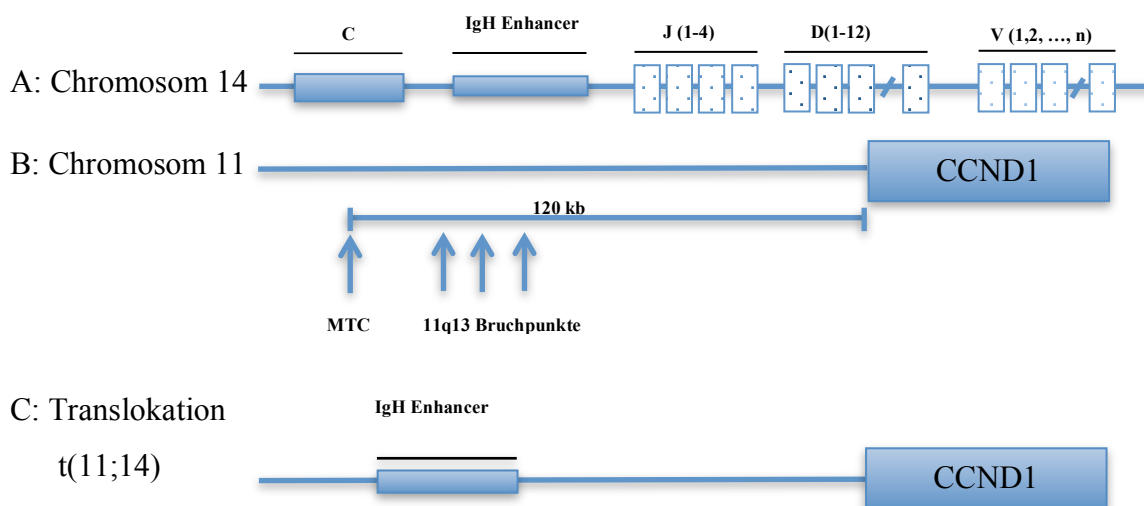 C IgH Enhancer J (1-4) D(1-12) V (1,2, ..., n)
A: Chromosom 14
B: Chromosom 11 CCND1
120 kb
MTC 11q13 Bruchpunkte
C: Translokation IgH Enhancer
t(11;14) CCND1